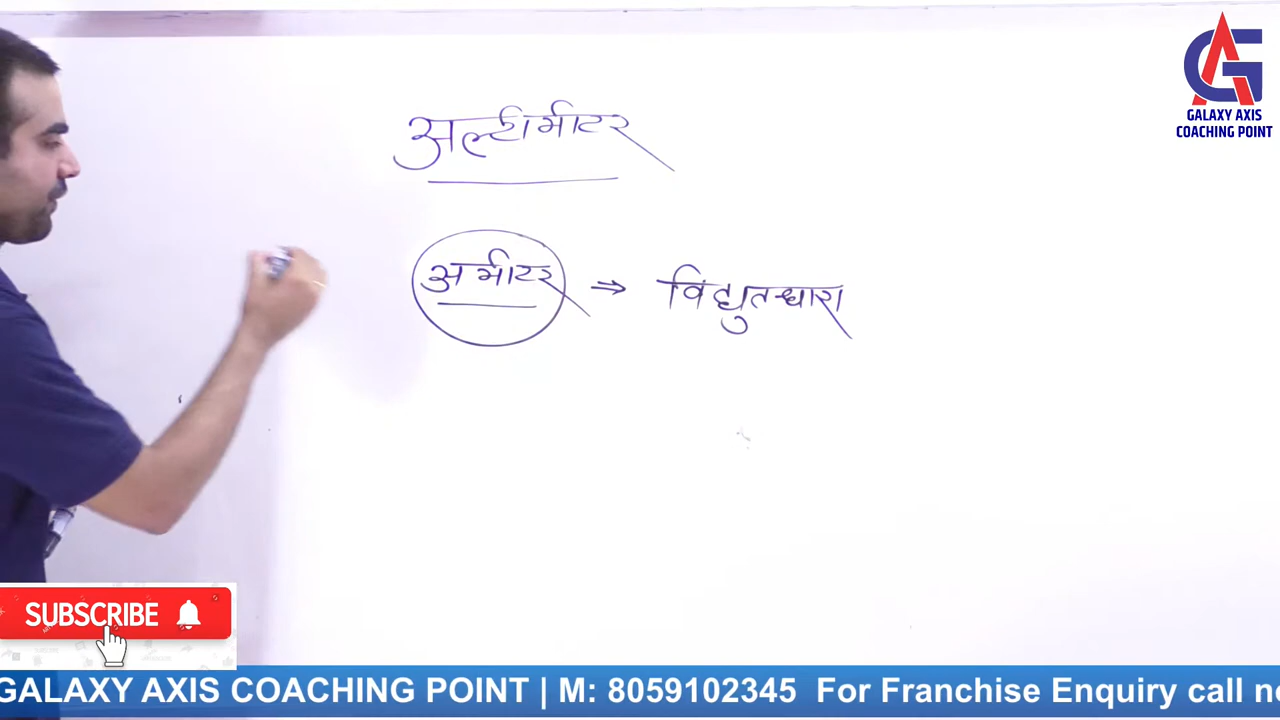 अल्टीमीटर
अमीटर ⇒ विद्युतधारा
GALAXY AXIS
COACHING POINT
SUBSCRIBE
GALAXY AXIS COACHING POINT | M: 8059102345 For Franchise Enquiry call